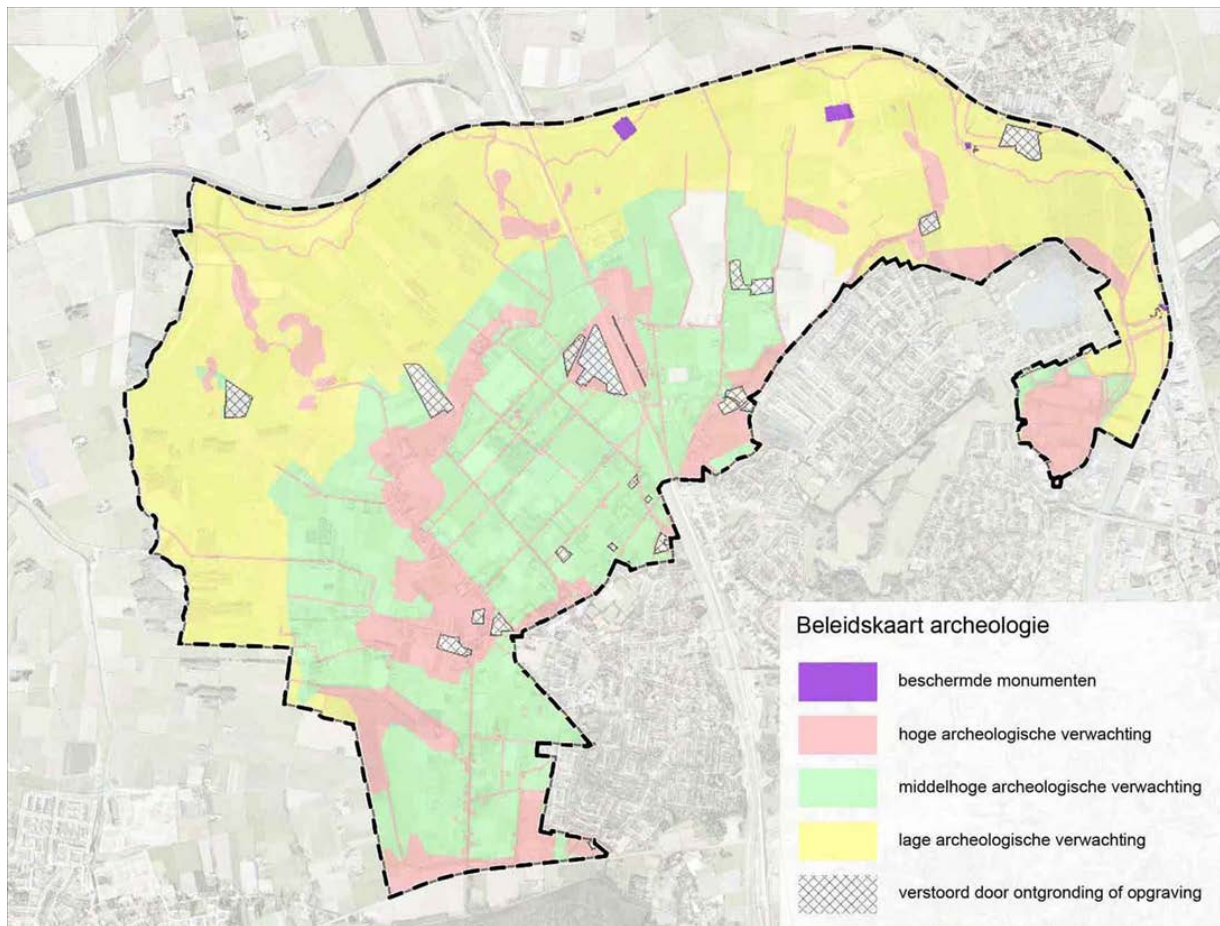 Beleidskaart archeologie
beschermde monumenten
hoge archeologische verwachting
middelhoge archeologische verwachting
lage archeologische verwachting
verstoord door ontgronding of opgraving